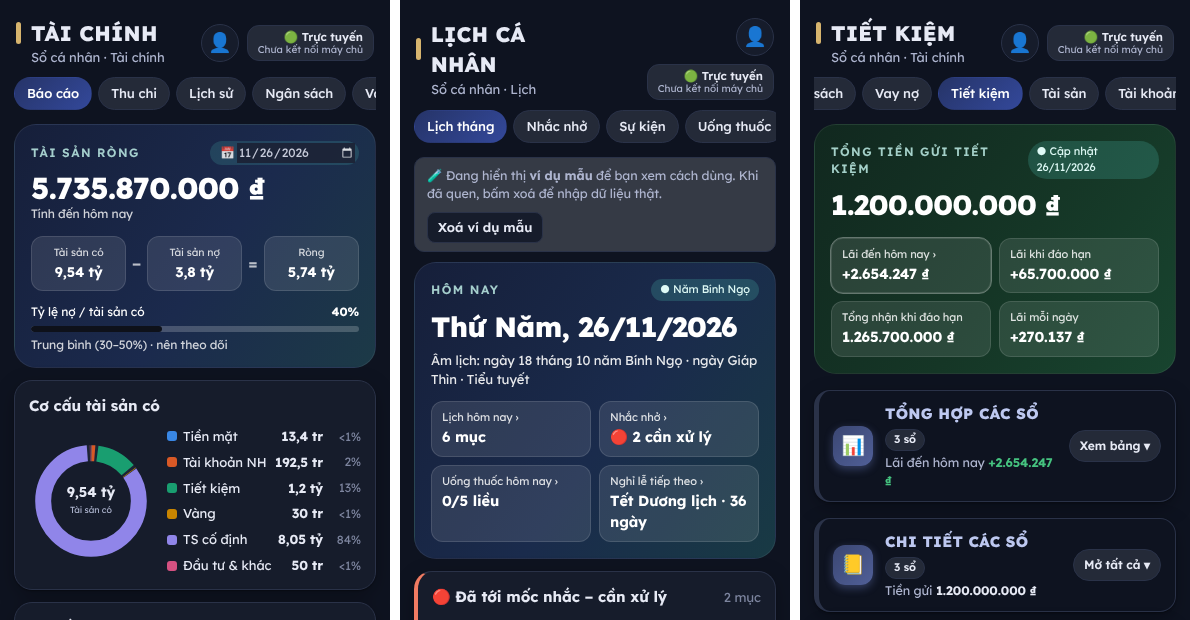 TÀI CHÍNH
Sổ cá nhân · Tài chính
Trực tuyến
Chưa kết nối máy chủ
Báo cáo
Thu chi
Lịch sử
Ngân sách
TÀI SẢN RÒNG
11/26/2026
5.735.870.000 ₫
Tính đến hôm nay
Tài sản có
9,54 tỷ
–
Tài sản nợ
3,8 tỷ
=
Ròng
5,74 tỷ
Tỷ lệ nợ / tài sản có
40%
Trung bình (30–50%) · nên theo dõi
Cơ cấu tài sản có
9,54 tỷ
Tài sản có
Tiền mặt 13,4 tr <1%
Tài khoản NH 192,5 tr 2%
Tiết kiệm 1,2 tỷ 13%
Vàng 30 tr <1%
TS cố định 8,05 tỷ 84%
Đầu tư & khác 50 tr <1%
LỊCH CÁ
NHÂN
Sổ cá nhân · Lịch
Trực tuyến
Chưa kết nối máy chủ
Lịch tháng
Nhắc nhở
Sự kiện
Uống thuốc
Đang hiển thị ví dụ mẫu để bạn xem cách dùng. Khi
đã quen, bấm xoá để nhập dữ liệu thật.
Xoá ví dụ mẫu
HÔM NAY
Năm Bính Ngọ
Thứ Năm, 26/11/2026
Âm lịch: ngày 18 tháng 10 năm Bính Ngọ · ngày Giáp
Thìn · Tiểu tuyết
Lịch hôm nay ›
6 mục
Nhắc nhở ›
2 cần xử lý
Uống thuốc hôm nay ›
0/5 liều
Nghỉ lễ tiếp theo ›
Tết Dương lịch · 36
ngày
Đã tới mốc nhắc – cần xử lý
2 mục
TIẾT KIỆM
Sổ cá nhân · Tài chính
Trực tuyến
Chưa kết nối máy chủ
sách
Vay nợ
Tiết kiệm
Tài sản
Tài khoản
TỔNG TIỀN GỬI TIẾT
KIỆM
Cập nhật
26/11/2026
1.200.000.000 ₫
Lãi đến hôm nay ›
+2.654.247 ₫
Lãi khi đáo hạn
+65.700.000 ₫
Tổng nhận khi đáo hạn
1.265.700.000 ₫
Lãi mỗi ngày
+270.137 ₫
TỔNG HỢP CÁC SỔ
3 sổ
Lãi đến hôm nay +2.654.247
₫
Xem bảng ▾
CHI TIẾT CÁC SỔ
3 sổ
Tiền gửi 1.200.000.000 ₫
Mở tất cả ▾